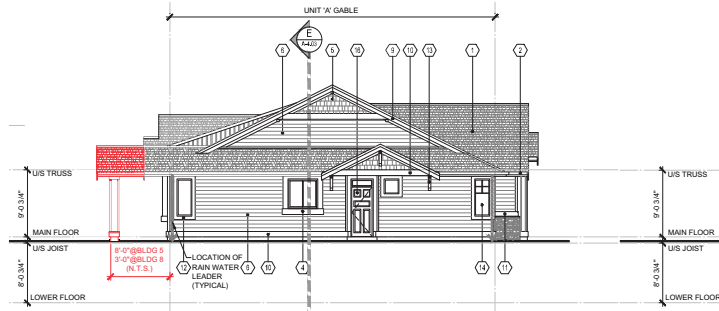 UNIT 'A' GABLE
E
A-4.03
6
5
16
9
10
13
1
2
U/S TRUSS
U/S TRUSS
9'-0 3/4"
9'-0 3/4"
MAIN FLOOR
MAIN FLOOR
U/S JOIST
U/S JOIST
8'-0"@BLDG 5
3'-0"@BLDG 8
(N.T.S.)
LOCATION OF
RAIN WATER
LEADER
(TYPICAL)
12
6
10
4
14
11
8'-0 3/4"
8'-0 3/4"
LOWER FLOOR
LOWER FLOOR